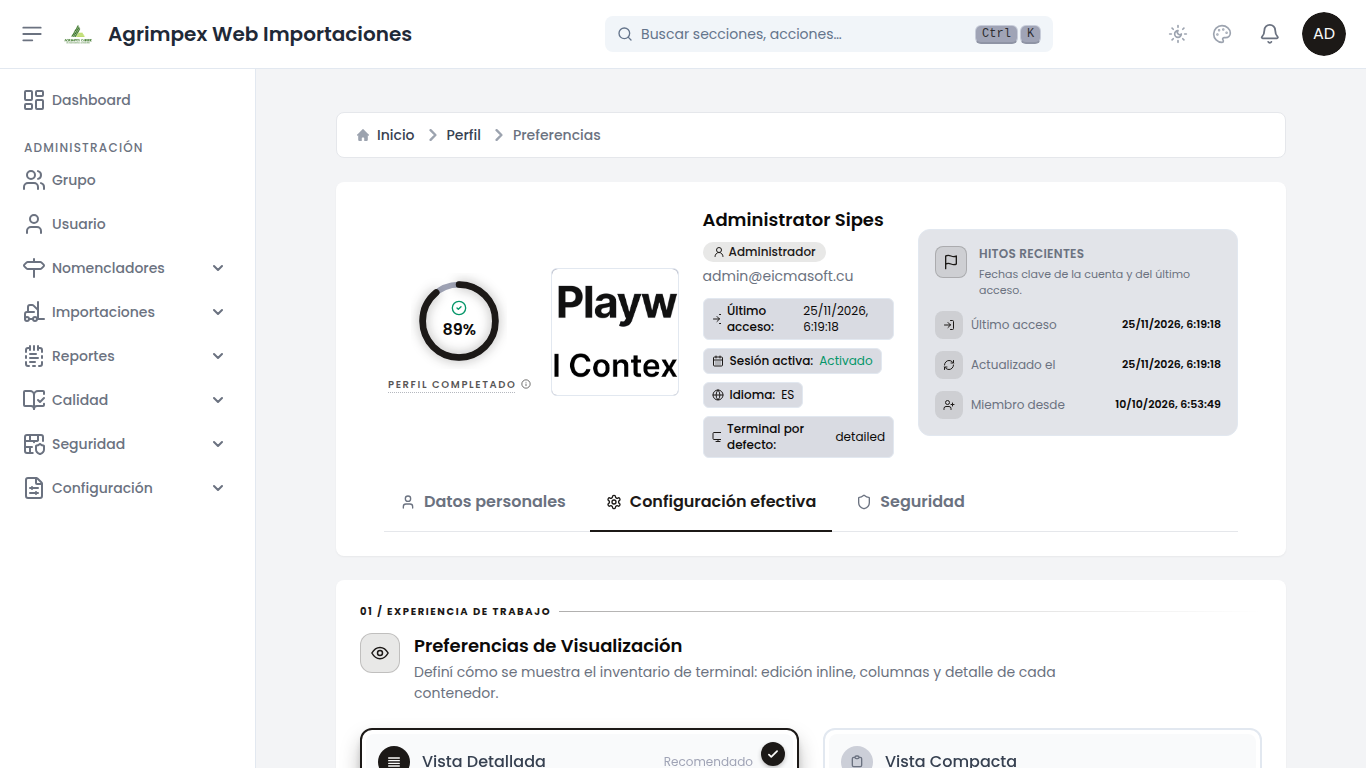 Agrimpex Web Importaciones
Buscar secciones, acciones...
Ctrl K
AD
Dashboard
ADMINISTRACIÓN
Grupo
Usuario
Nomencladores
Importaciones
Reportes
Calidad
Seguridad
Configuración
Inicio
Perfil
Preferencias
89%
PERFIL COMPLETADO
Playw
l Contex
Administrator Sipes
Administrador
admin@eicmasoft.cu
Último acceso:
25/11/2026, 6:19:18
Sesión activa: Activado
Idioma: ES
Terminal por defecto:
detailed
HITOS RECIENTES
Fechas clave de la cuenta y del último
acceso.
Último acceso 25/11/2026, 6:19:18
Actualizado el 25/11/2026, 6:19:18
Miembro desde 10/10/2026, 6:53:49
Datos personales
Configuración efectiva
Seguridad
01 / EXPERIENCIA DE TRABAJO
Preferencias de Visualización
Definí cómo se muestra el inventario de terminal: edición inline, columnas y detalle de cada
contenedor.
Vista Detallada
Recomendado
Vista Compacta